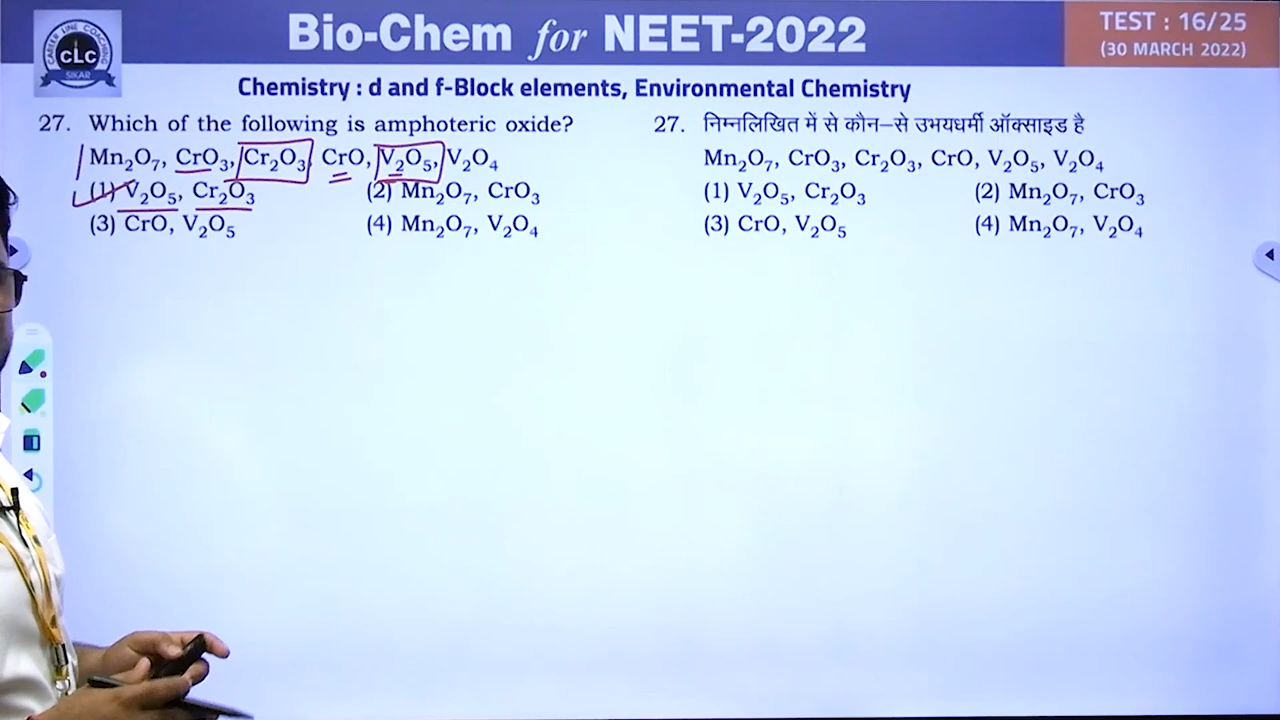 CAREER LINE COACHING
CLC
SIKAR
Bio-Chem for NEET-2022
TEST : 16/25
(30 MARCH 2022)
Chemistry : d and f-Block elements, Environmental Chemistry
27. Which of the following is amphoteric oxide?
Mn₂O₇, CrO₃, Cr₂O₃, CrO, V₂O₅, V₂O₄
(1) V₂O₅, Cr₂O₃ (2) Mn₂O₇, CrO₃
(3) CrO, V₂O₅ (4) Mn₂O₇, V₂O₄
27. निम्नलिखित में से कौन–से उभयधर्मी ऑक्साइड है
Mn₂O₇, CrO₃, Cr₂O₃, CrO, V₂O₅, V₂O₄
(1) V₂O₅, Cr₂O₃ (2) Mn₂O₇, CrO₃
(3) CrO, V₂O₅ (4) Mn₂O₇, V₂O₄